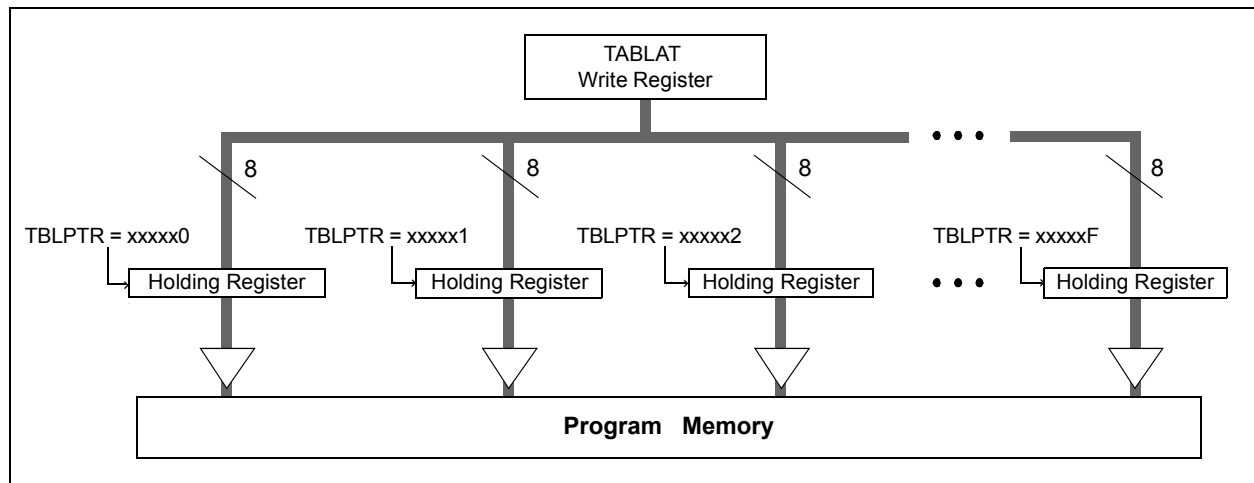 TABLAT
Write Register
8
8
8
8
TBLPTR = xxxxx0
TBLPTR = xxxxx1
TBLPTR = xxxxx2
TBLPTR = xxxxxF
Holding Register
Holding Register
Holding Register
Holding Register
Program Memory